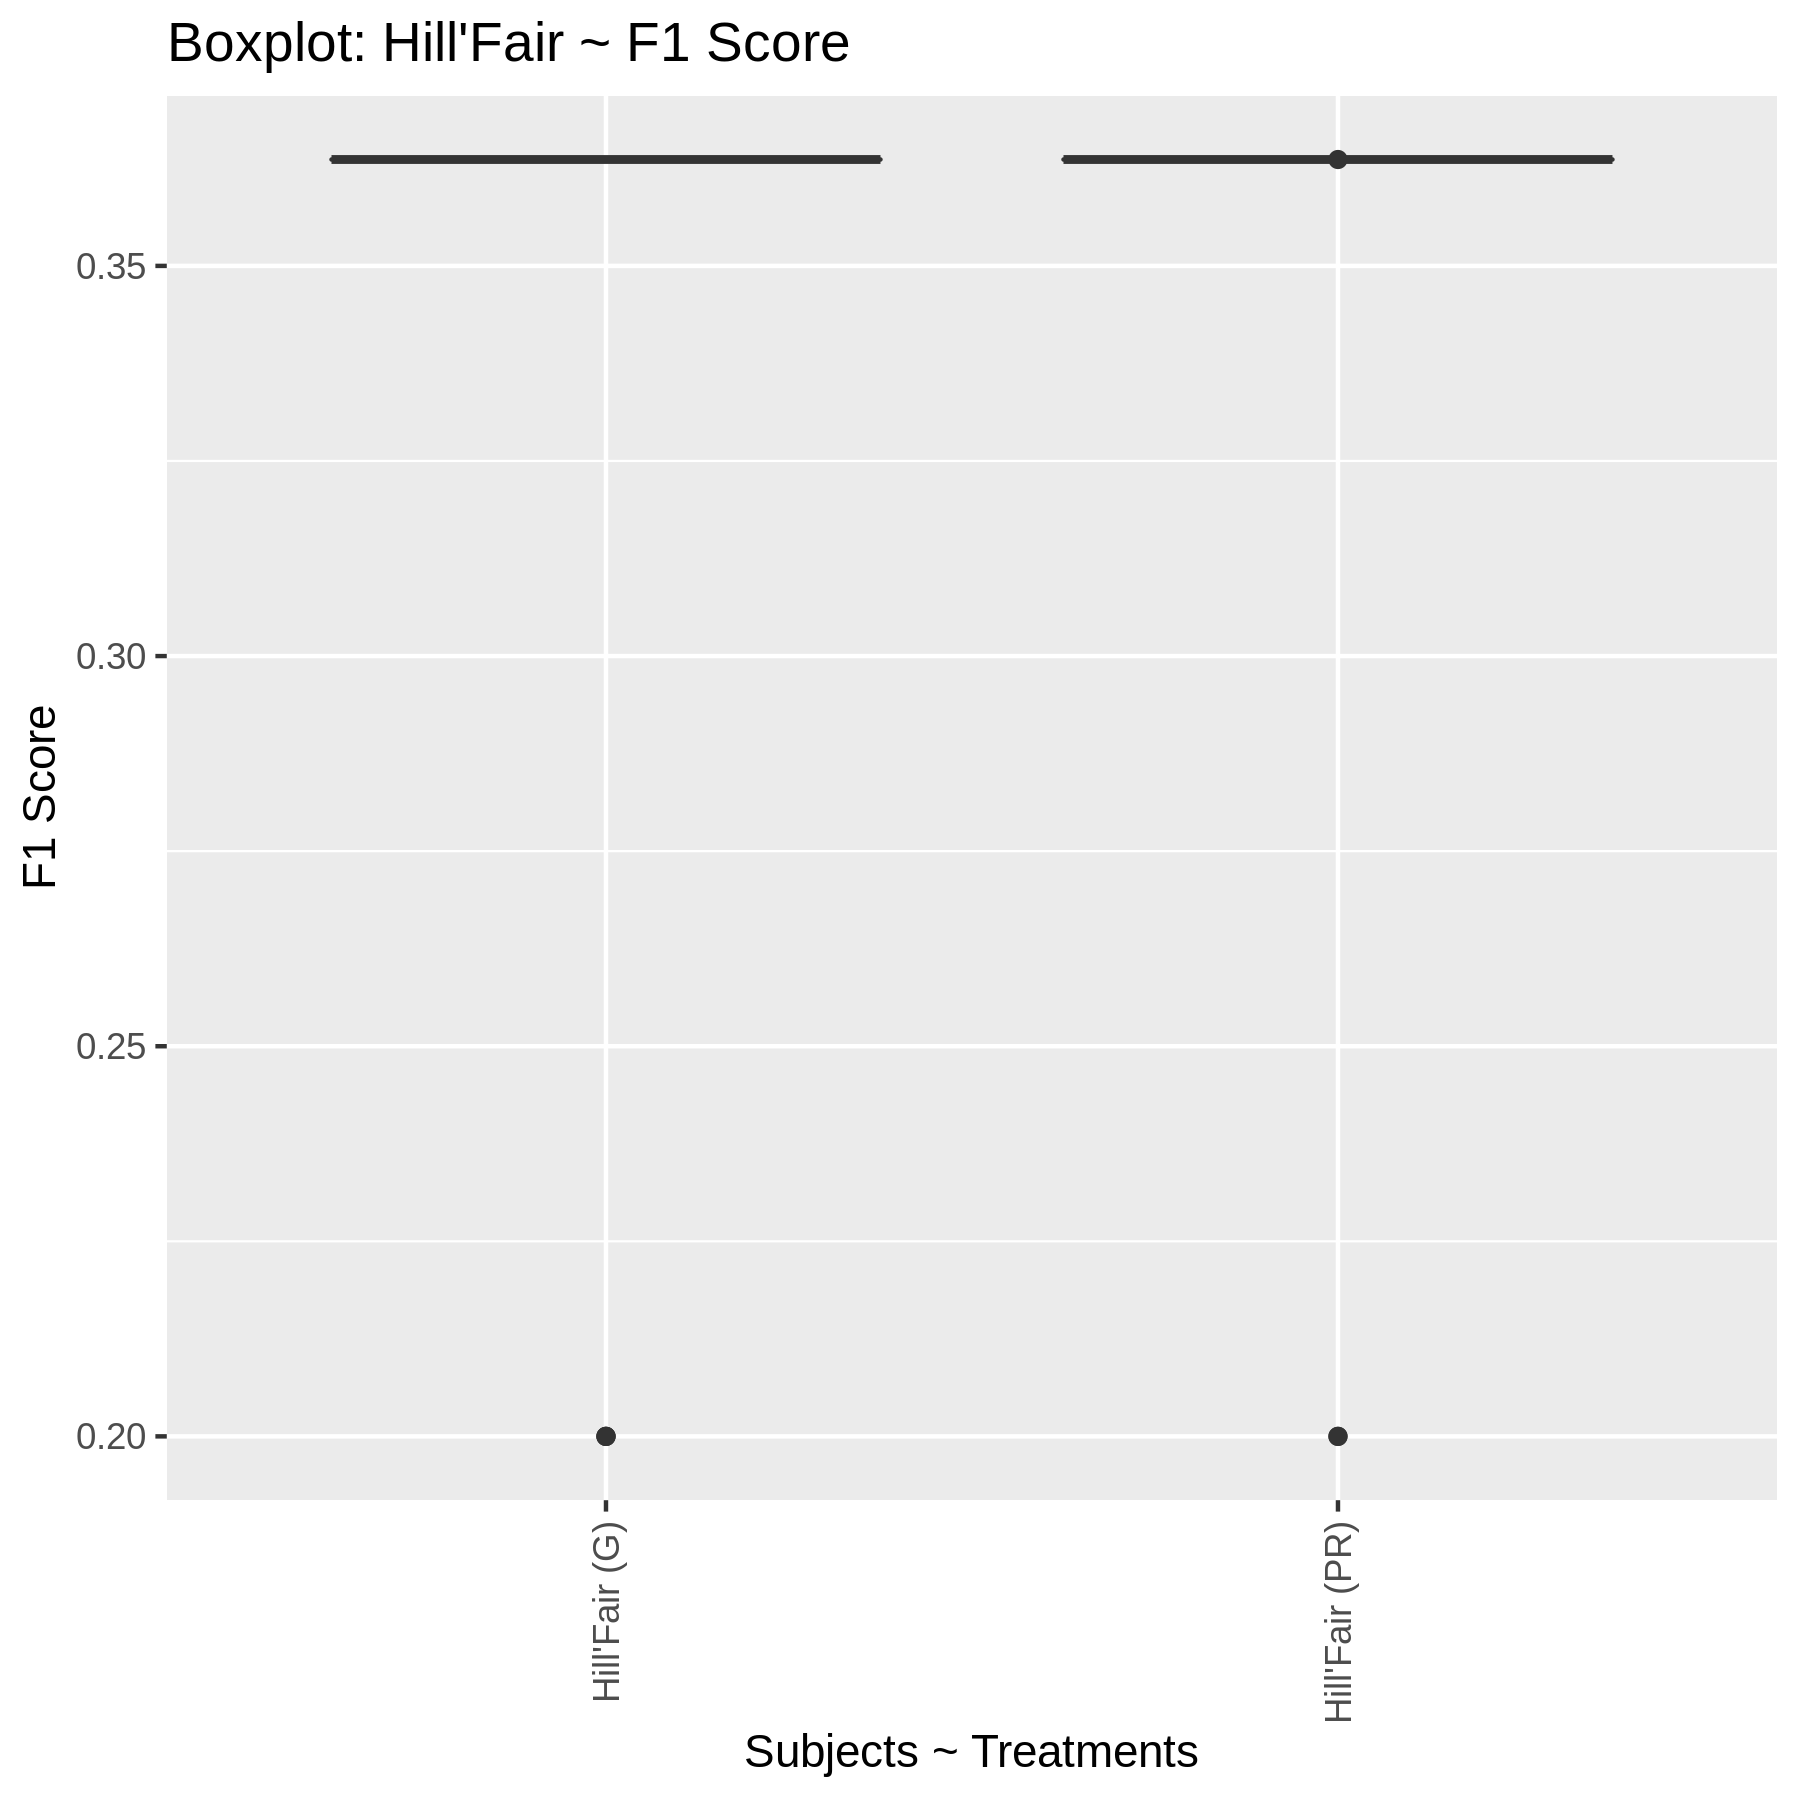 Boxplot: Hill'Fair ~ F1 Score
F1 Score
0.35
0.30
0.25
0.20
Hill'Fair (G)
Hill'Fair (PR)
Subjects ~ Treatments